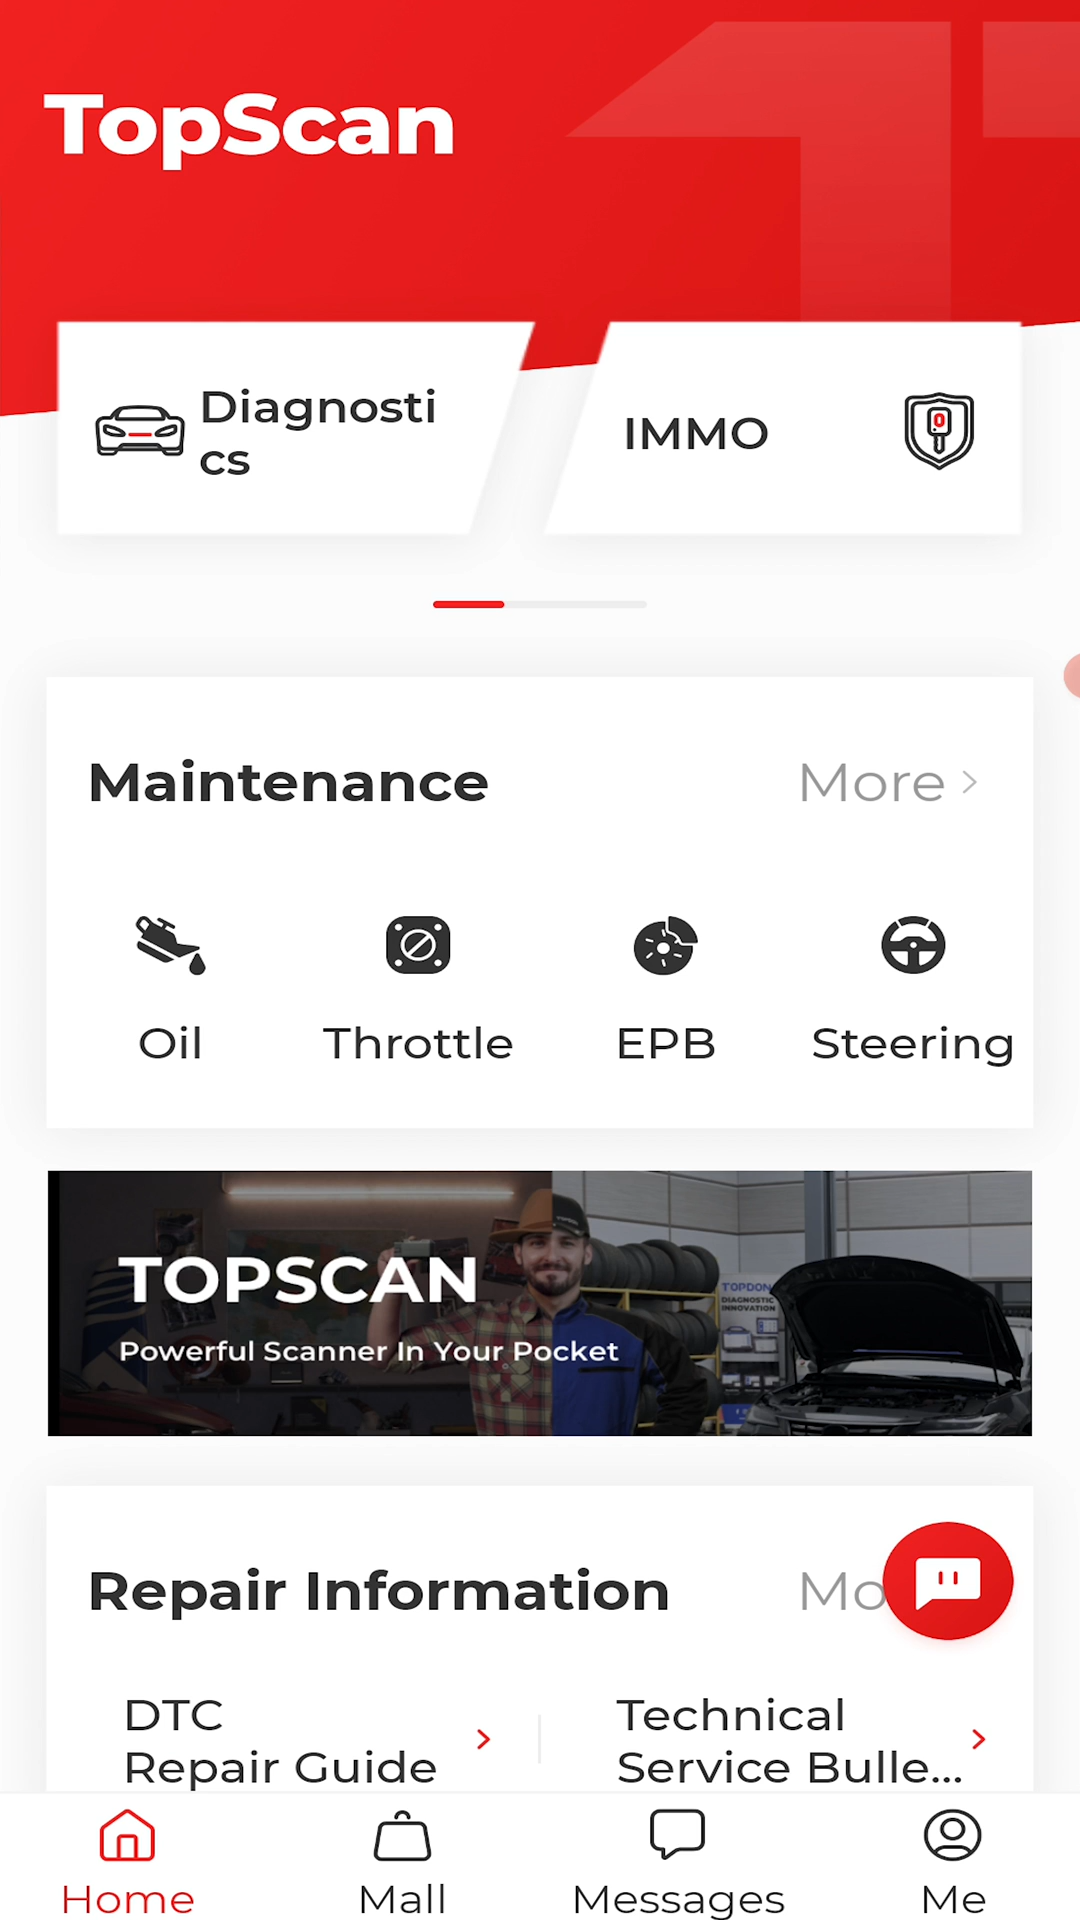 TopScan
Diagnosti
cs
IMMO
Maintenance
More
Oil
Throttle
EPB
Steering
TOPSCAN
Powerful Scanner In Your Pocket
TOPDON
DIAGNOSTIC
INNOVATION
Repair Information
Mo
DTC
Repair Guide
Technical
Service Bulle...
Home
Mall
Messages
Me